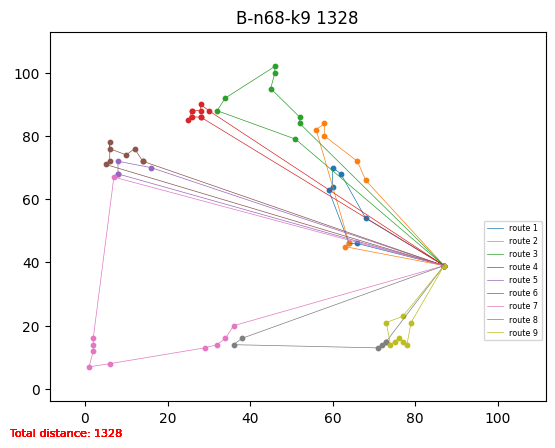 B-n68-k9 1328
100
80
60
40
20
0
0 20 40 60 80 100
route 1
route 2
route 3
route 4
route 5
route 6
route 7
route 8
route 9
Total distance: 1328